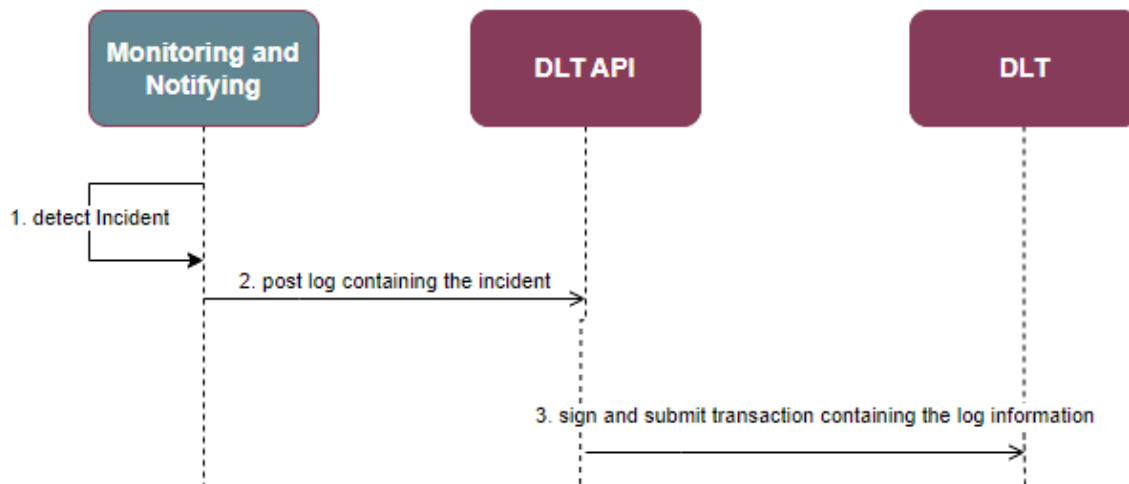 Monitoring and
Notifying
DLT API
DLT
1. detect Incident
2. post log containing the incident
3. sign and submit transaction containing the log information